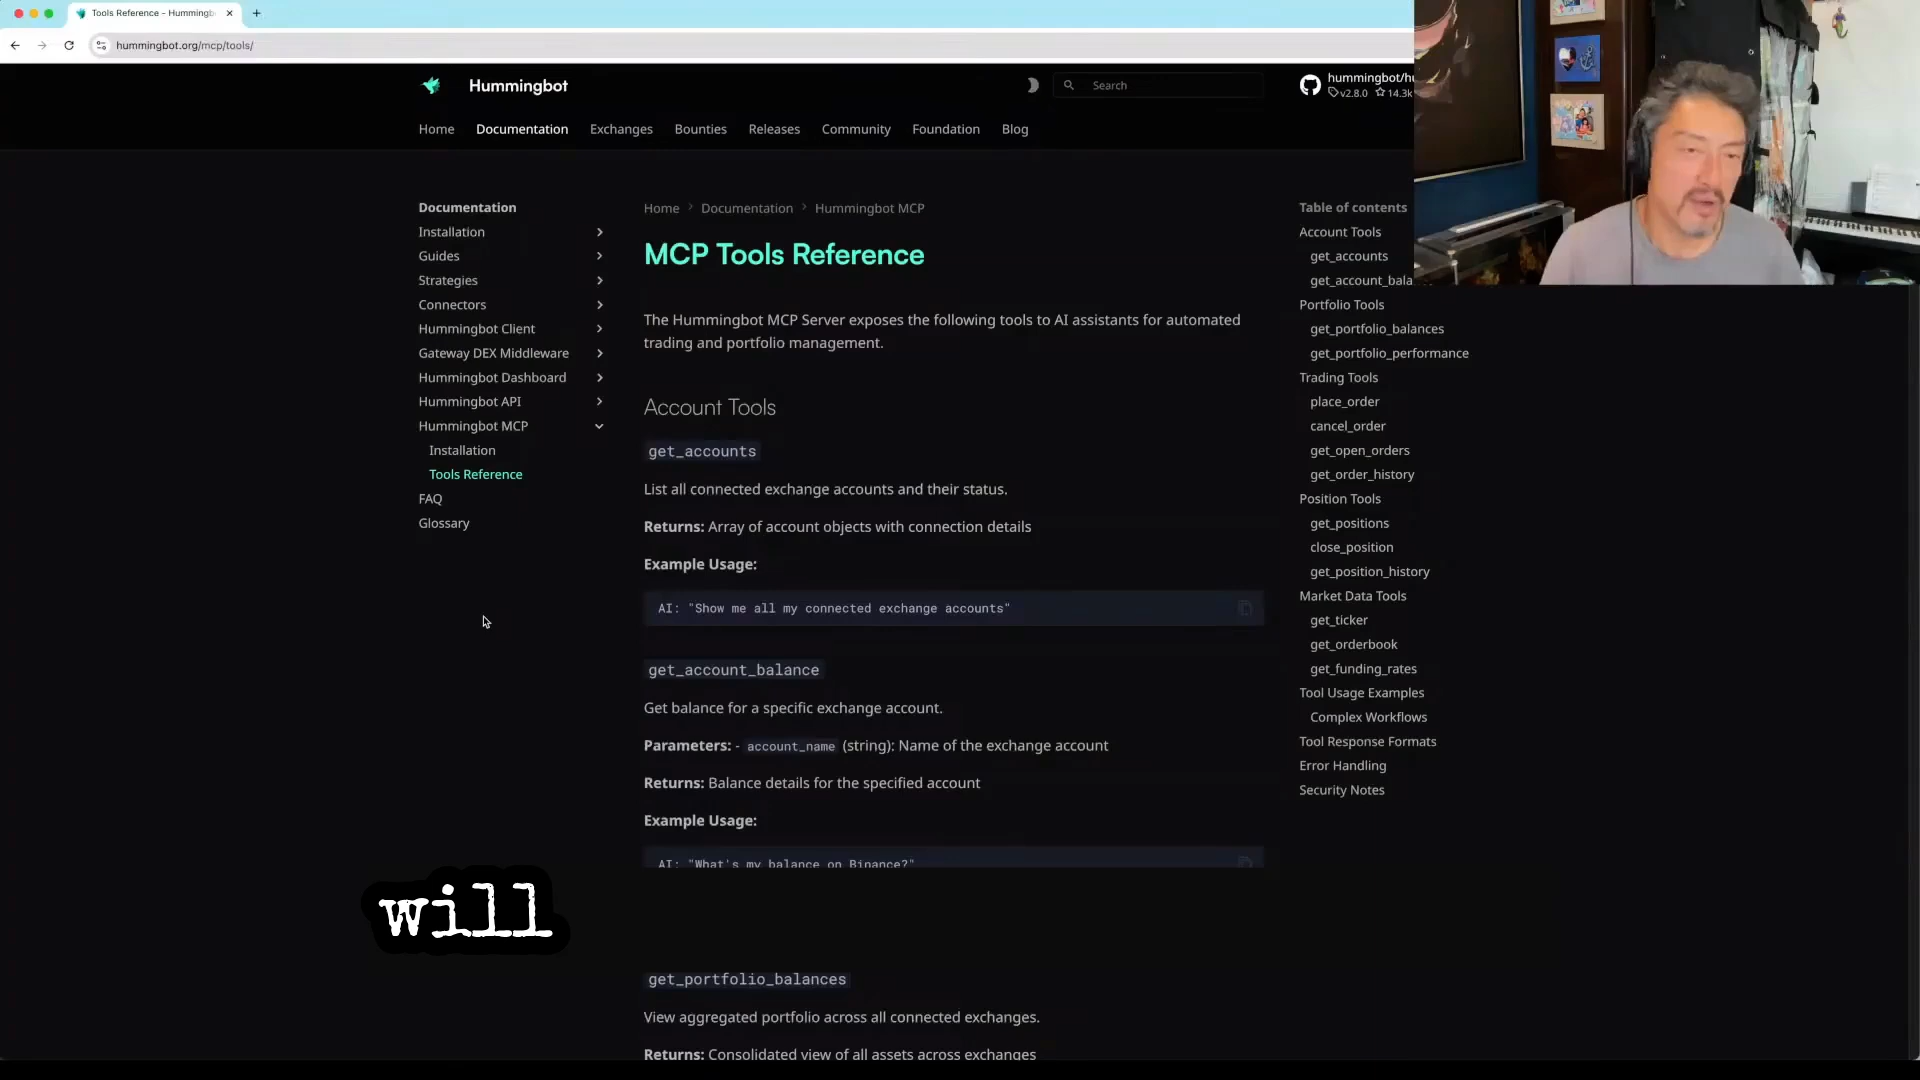 Tools Reference - Hummingb
hummingbot.org/mcp/tools/
Hummingbot
Search
hummingbot/hu
v2.8.0 14.3k
Home Documentation Exchanges Bounties Releases Community Foundation Blog
Documentation
Installation
Guides
Strategies
Connectors
Hummingbot Client
Gateway DEX Middleware
Hummingbot Dashboard
Hummingbot API
Hummingbot MCP
Installation
Tools Reference
FAQ
Glossary
Home > Documentation > Hummingbot MCP
MCP Tools Reference
The Hummingbot MCP Server exposes the following tools to AI assistants for automated
trading and portfolio management.
Account Tools
get_accounts
List all connected exchange accounts and their status.
Returns: Array of account objects with connection details
Example Usage:
AI: "Show me all my connected exchange accounts"
get_account_balance
Get balance for a specific exchange account.
Parameters: - account_name (string): Name of the exchange account
Returns: Balance details for the specified account
Example Usage:
AI: "What's my balance on Binance?"
will
get_portfolio_balances
View aggregated portfolio across all connected exchanges.
Returns: Consolidated view of all assets across exchanges
Table of contents
Account Tools
get_accounts
get_account_bala
Portfolio Tools
get_portfolio_balances
get_portfolio_performance
Trading Tools
place_order
cancel_order
get_open_orders
get_order_history
Position Tools
get_positions
close_position
get_position_history
Market Data Tools
get_ticker
get_orderbook
get_funding_rates
Tool Usage Examples
Complex Workflows
Tool Response Formats
Error Handling
Security Notes